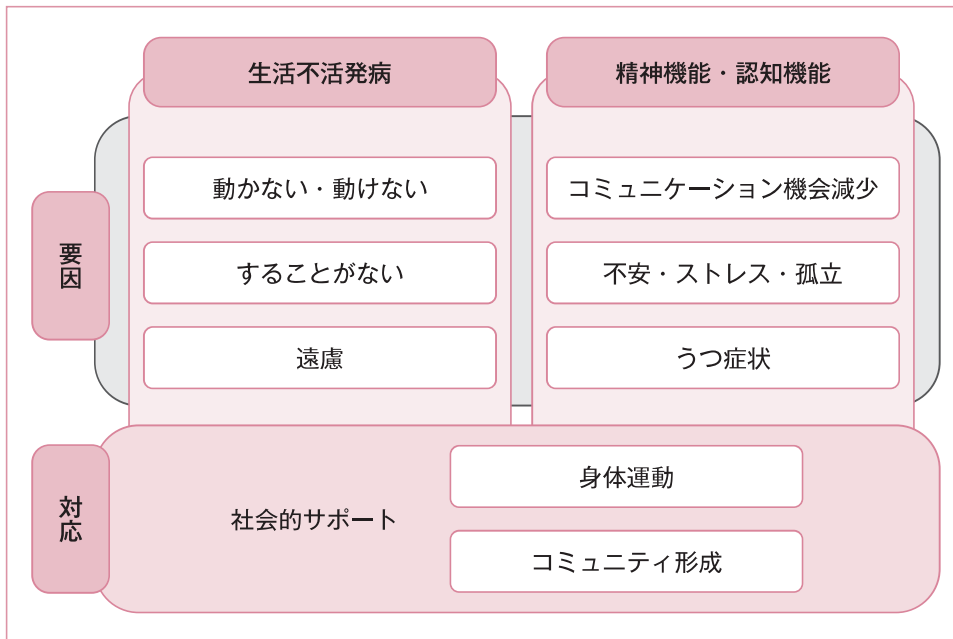 生活不活発病
精神機能・認知機能
要因
動かない・動けない
コミュニケーション機会減少
することがない
不安・ストレス・孤立
遠慮
うつ症状
対応
社会的サポート
身体運動
コミュニティ形成